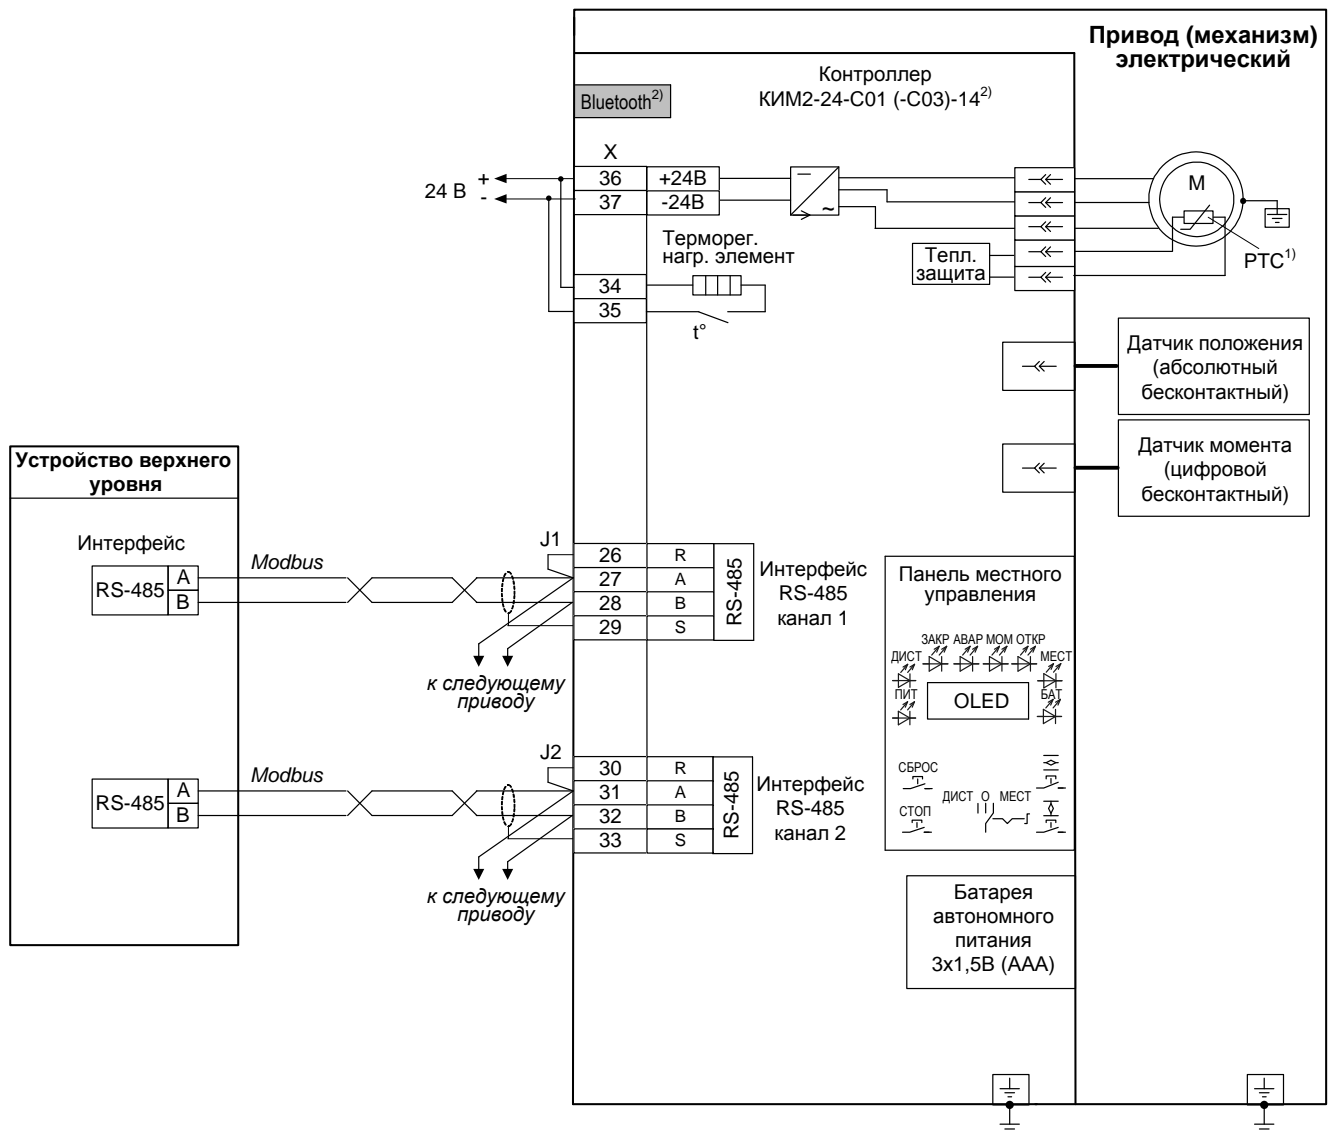 Привод (механизм)
электрический
Контроллер
КИМ2-24-С01 (-С03)-14²⁾
Bluetooth²⁾
X
24 В
+
-
36 +24В
37 -24В
–
~
M
PTC¹⁾
Терморег.
нагр. элемент
34
35
t°
Тепл.
защита
Датчик положения
(абсолютный
бесконтактный)
Датчик момента
(цифровой
бесконтактный)
Устройство верхнего
уровня
Интерфейс
RS-485
A
B
Modbus
J1
26 R
27 A
28 B
29 S
RS-485
Интерфейс
RS-485
канал 1
к следующему
приводу
RS-485
A
B
Modbus
J2
30 R
31 A
32 B
33 S
RS-485
Интерфейс
RS-485
канал 2
к следующему
приводу
Панель местного
управления
ЗАКР АВАР МОМ ОТКР
ДИСТ МЕСТ
ПИТ БАТ
OLED
СБРОС
ДИСТ О МЕСТ
СТОП
Батарея
автономного
питания
3х1,5В (ААА)